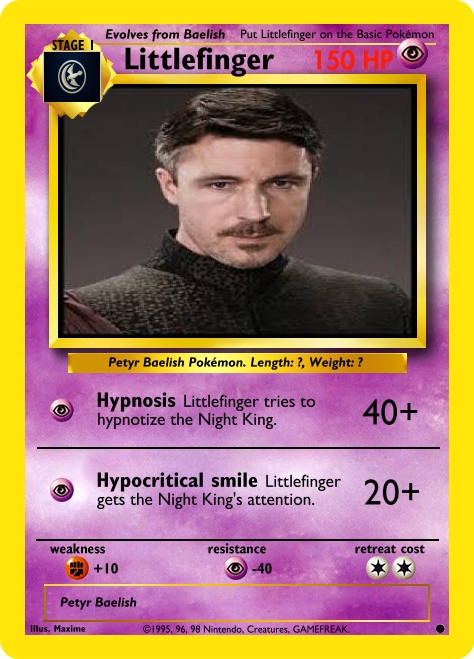 Evolves from Baelish Put Littlefinger on the Basic Pokémon
STAGE 1
Littlefinger 150 HP
Petyr Baelish Pokémon. Length: ?, Weight: ?
Hypnosis Littlefinger tries to
hypnotize the Night King.
40+
Hypocritical smile Littlefinger
gets the Night King's attention.
20+
weakness resistance retreat cost
+10 -40
Petyr Baelish
Illus. Maxime ©1995, 96, 98 Nintendo, Creatures, GAMEFREAK.